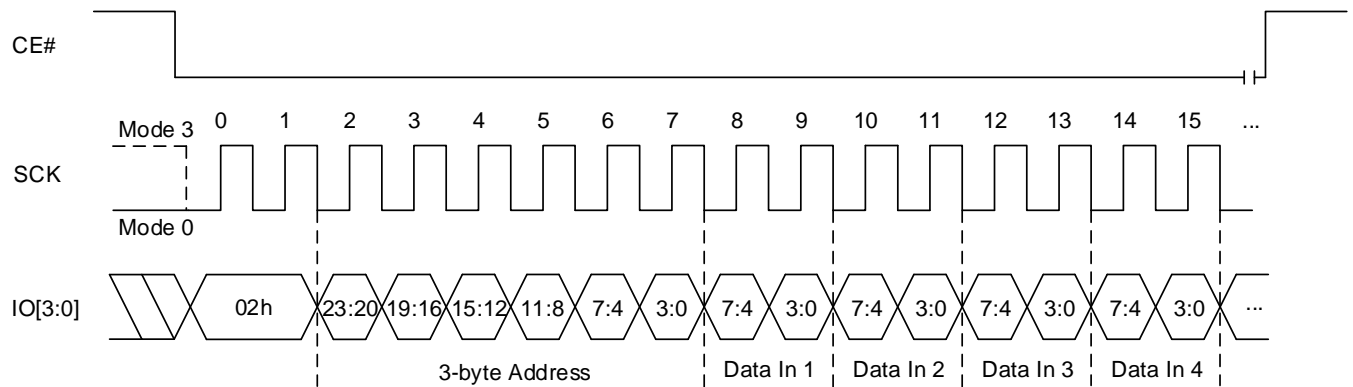 CE#
Mode 3 0 1 2 3 4 5 6 7 8 9 10 11 12 13 14 15 ...
SCK
Mode 0
IO[3:0] 02h 23:20 19:16 15:12 11:8 7:4 3:0 7:4 3:0 7:4 3:0 7:4 3:0 7:4 3:0 ...
3-byte Address Data In 1 Data In 2 Data In 3 Data In 4